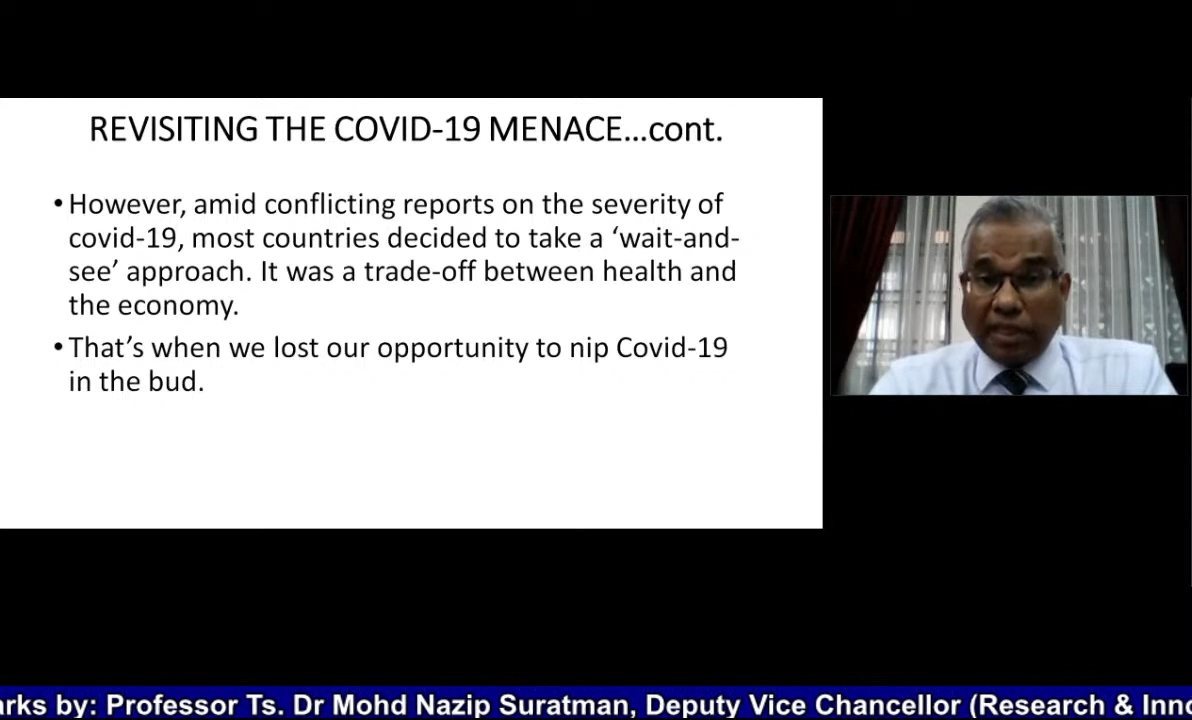 REVISITING THE COVID-19 MENACE...cont.
•However, amid conflicting reports on the severity of
covid-19, most countries decided to take a ‘wait-and-
see’ approach. It was a trade-off between health and
the economy.
•That’s when we lost our opportunity to nip Covid-19
in the bud.
arks by: Professor Ts. Dr Mohd Nazip Suratman, Deputy Vice Chancellor (Research & Inno